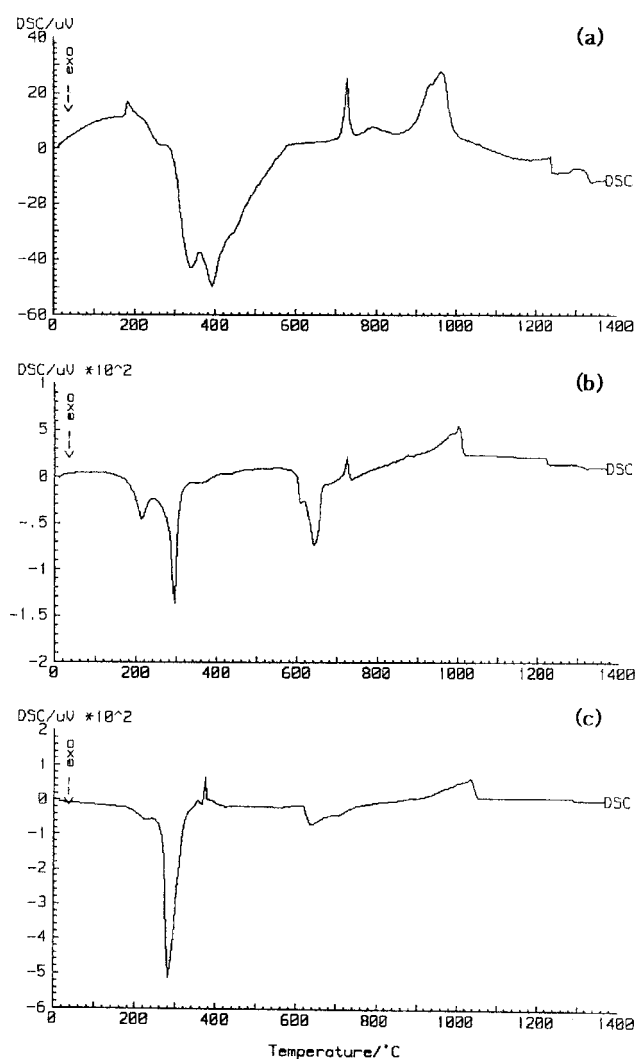 DSC/uV
(a)
<--- exo
40
20
0
-20
-40
-60
DSC
0 200 400 600 800 1000 1200 1400
DSC/uV *10^2
(b)
<--- exo
1
5
0
-.5
-1
-1.5
-2
DSC
0 200 400 600 800 1000 1200 1400
DSC/uV *10^2
(c)
<--- exo
2
1
0
-1
-2
-3
-4
-5
-6
DSC
0 200 400 600 800 1000 1200 1400
Temperature/°C